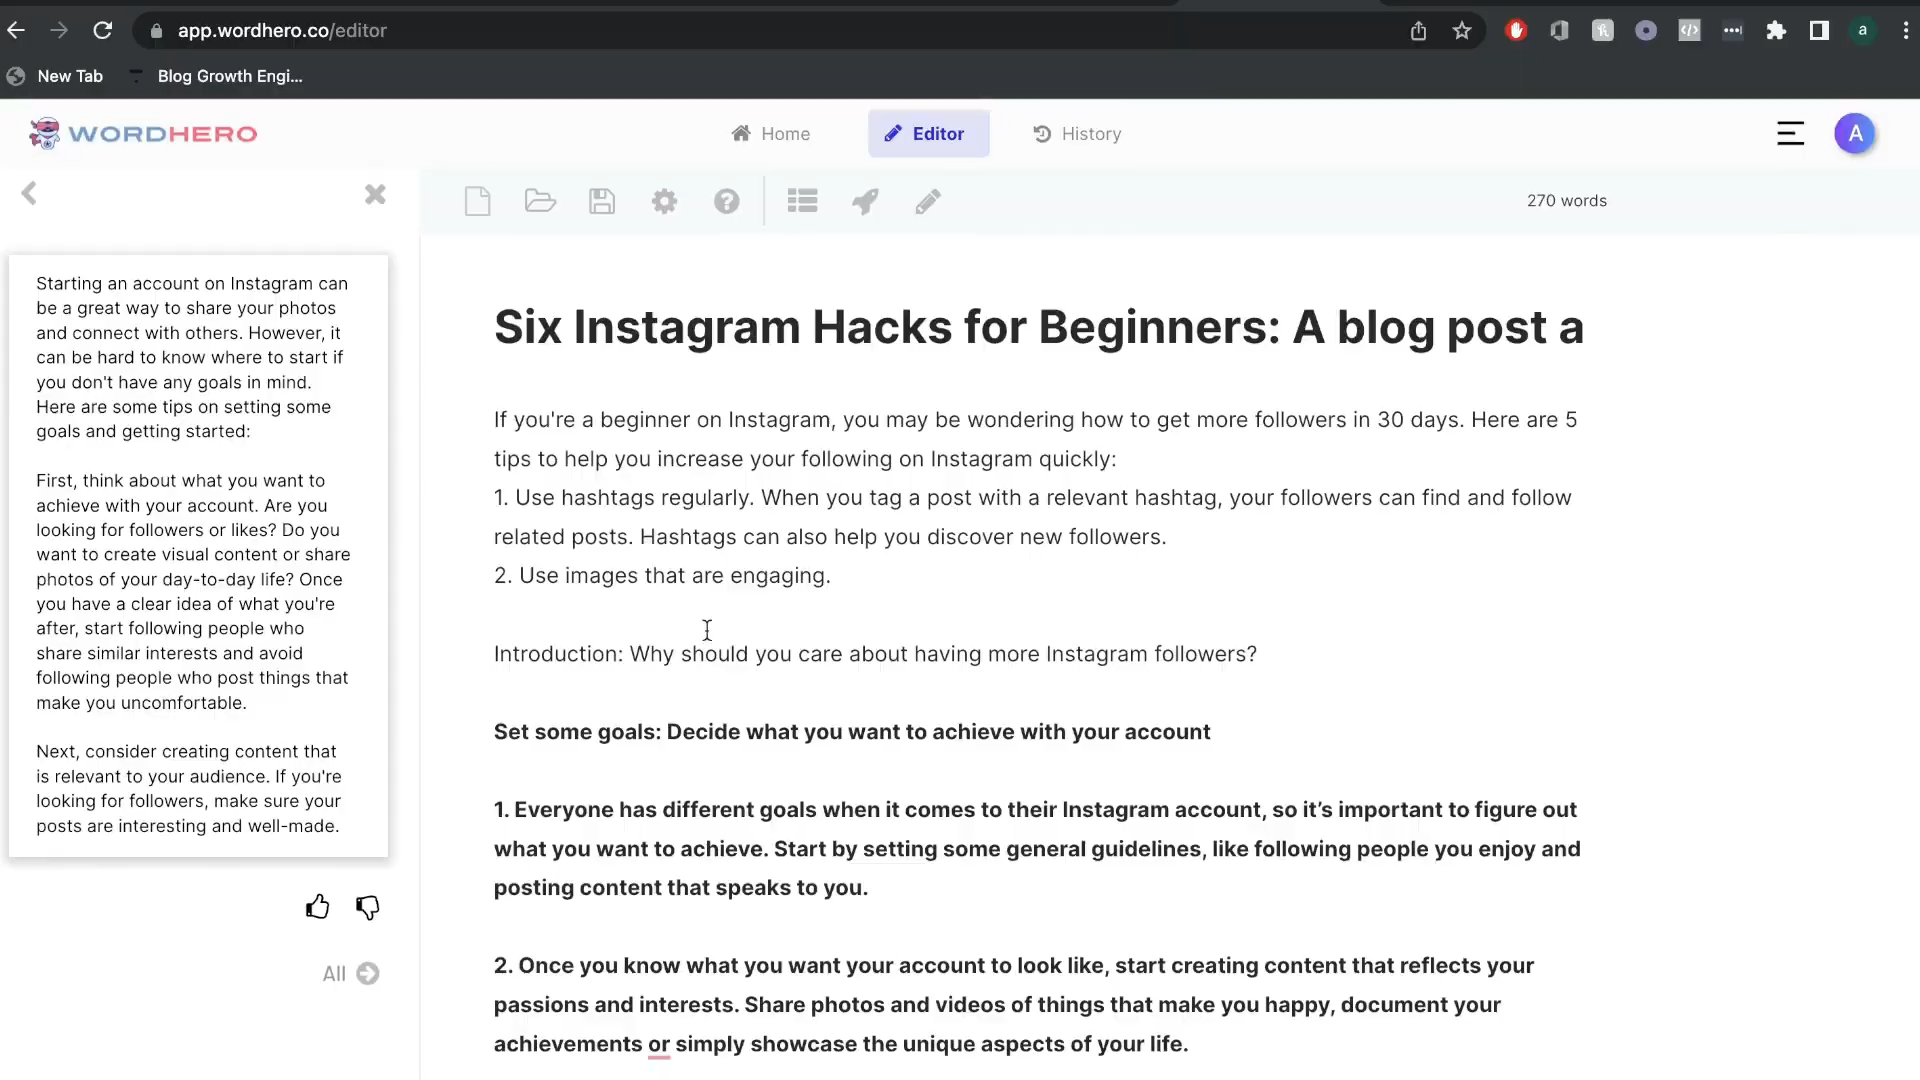 app.wordhero.co/editor
a
New Tab
Blog Growth Engi...
WORDHERO
Home
Editor
History
A
270 words
Starting an account on Instagram can
be a great way to share your photos
and connect with others. However, it
can be hard to know where to start if
you don't have any goals in mind.
Here are some tips on setting some
goals and getting started:
First, think about what you want to
achieve with your account. Are you
looking for followers or likes? Do you
want to create visual content or share
photos of your day-to-day life? Once
you have a clear idea of what you're
after, start following people who
share similar interests and avoid
following people who post things that
make you uncomfortable.
Next, consider creating content that
is relevant to your audience. If you're
looking for followers, make sure your
posts are interesting and well-made.
All
Six Instagram Hacks for Beginners: A blog post a
If you're a beginner on Instagram, you may be wondering how to get more followers in 30 days. Here are 5
tips to help you increase your following on Instagram quickly:
1. Use hashtags regularly. When you tag a post with a relevant hashtag, your followers can find and follow
related posts. Hashtags can also help you discover new followers.
2. Use images that are engaging.
Introduction: Why should you care about having more Instagram followers?
Set some goals: Decide what you want to achieve with your account
1. Everyone has different goals when it comes to their Instagram account, so it’s important to figure out
what you want to achieve. Start by setting some general guidelines, like following people you enjoy and
posting content that speaks to you.
2. Once you know what you want your account to look like, start creating content that reflects your
passions and interests. Share photos and videos of things that make you happy, document your
achievements or simply showcase the unique aspects of your life.